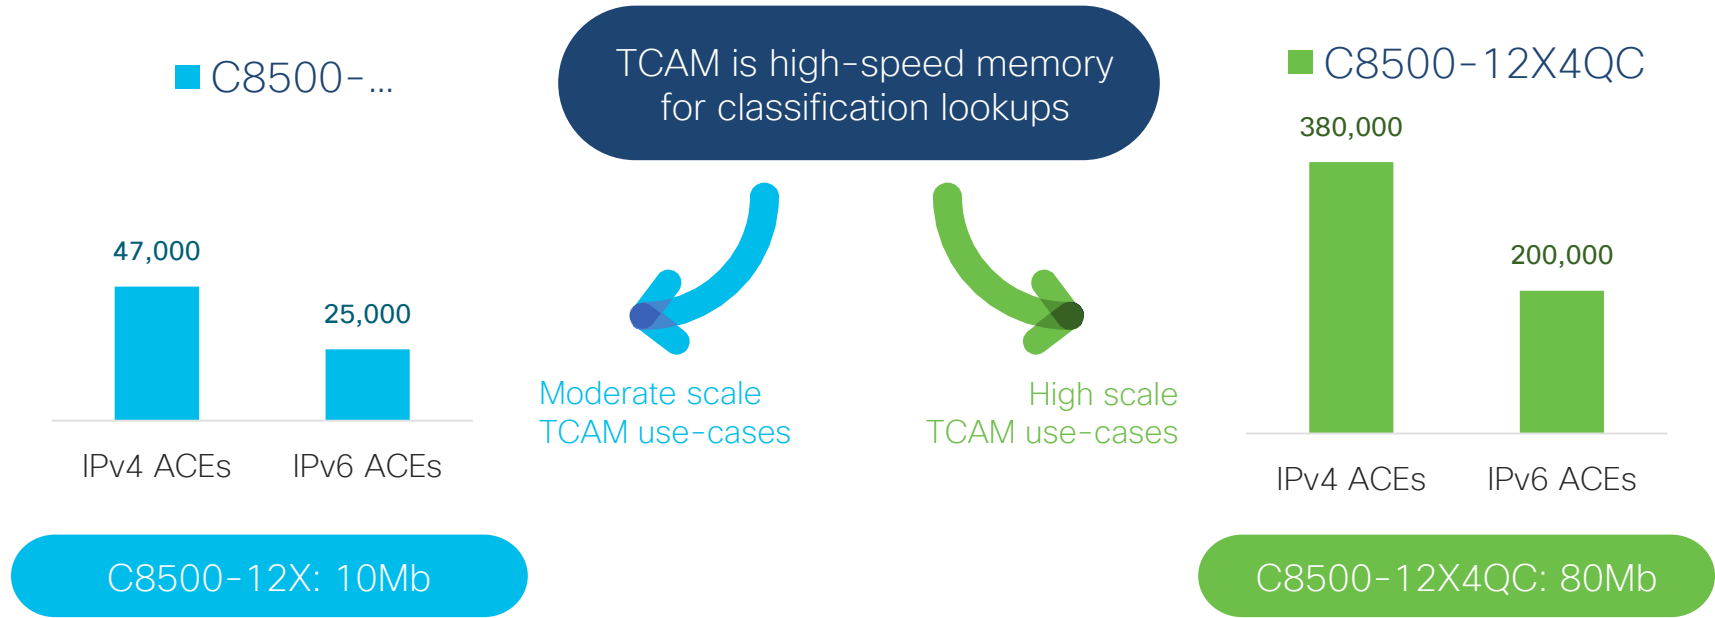 TCAM is high-speed memory
for classification lookups
C8500-...
47,000
25,000
IPv4 ACEs
IPv6 ACEs
C8500-12X: 10Mb
Moderate scale
TCAM use-cases
High scale
TCAM use-cases
C8500-12X4QC
380,000
200,000
IPv4 ACEs
IPv6 ACEs
C8500-12X4QC: 80Mb